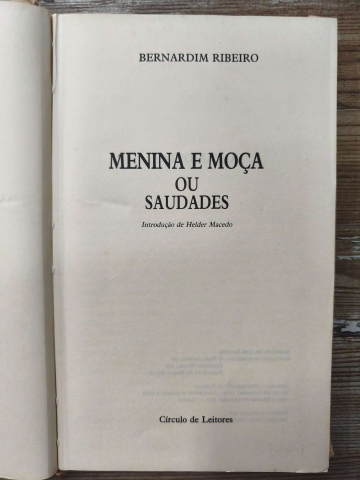 BERNARDIM RIBEIRO
MENINA E MOÇA
OU
SAUDADES
Introdução de Helder Macedo
Círculo de Leitores